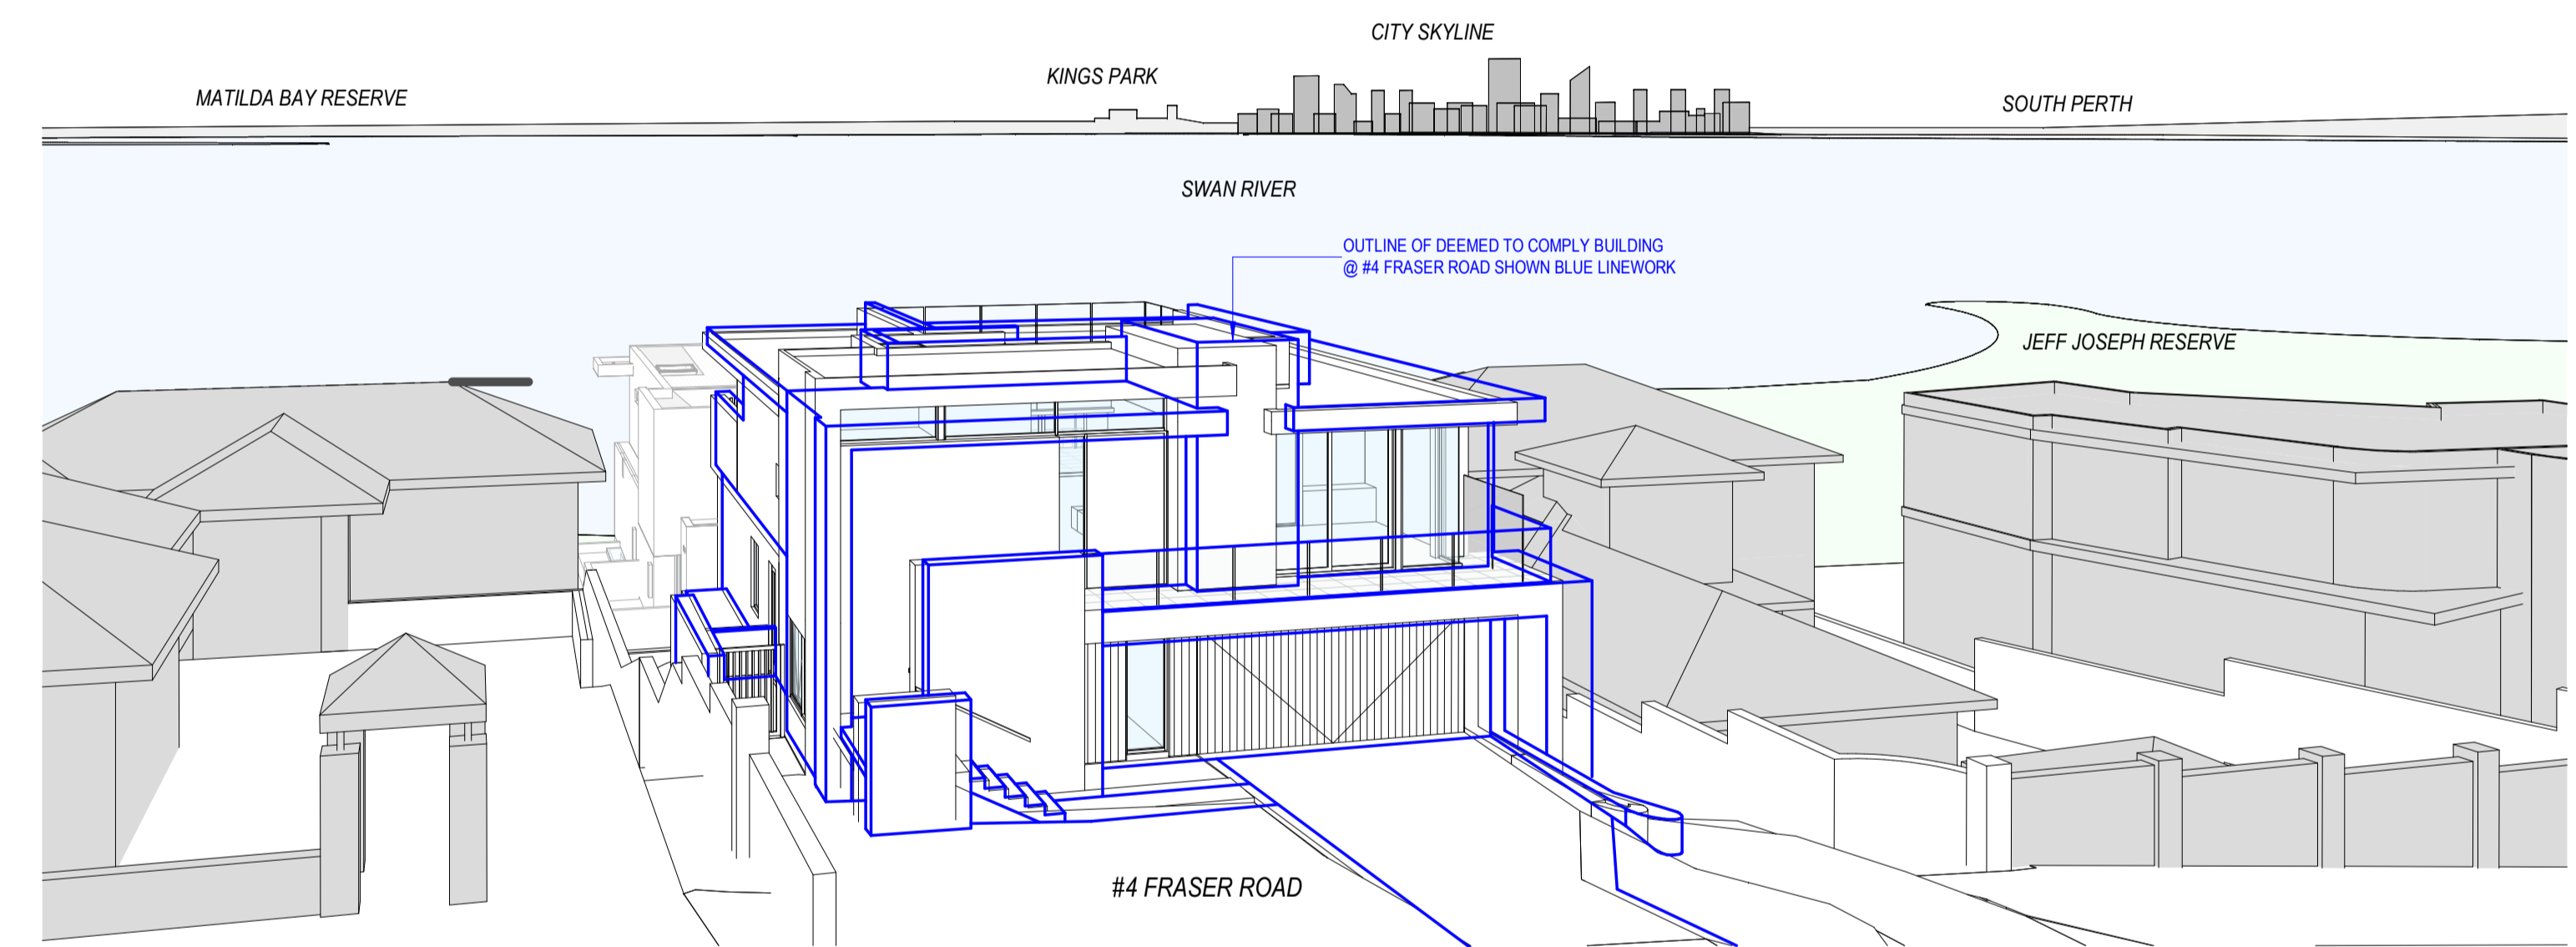 CITY SKYLINE
KINGS PARK
MATILDA BAY RESERVE
SOUTH PERTH
SWAN RIVER
OUTLINE OF DEEMED TO COMPLY BUILDING
@ #4 FRASER ROAD SHOWN BLUE LINEWORK
JEFF JOSEPH RESERVE
#4 FRASER ROAD